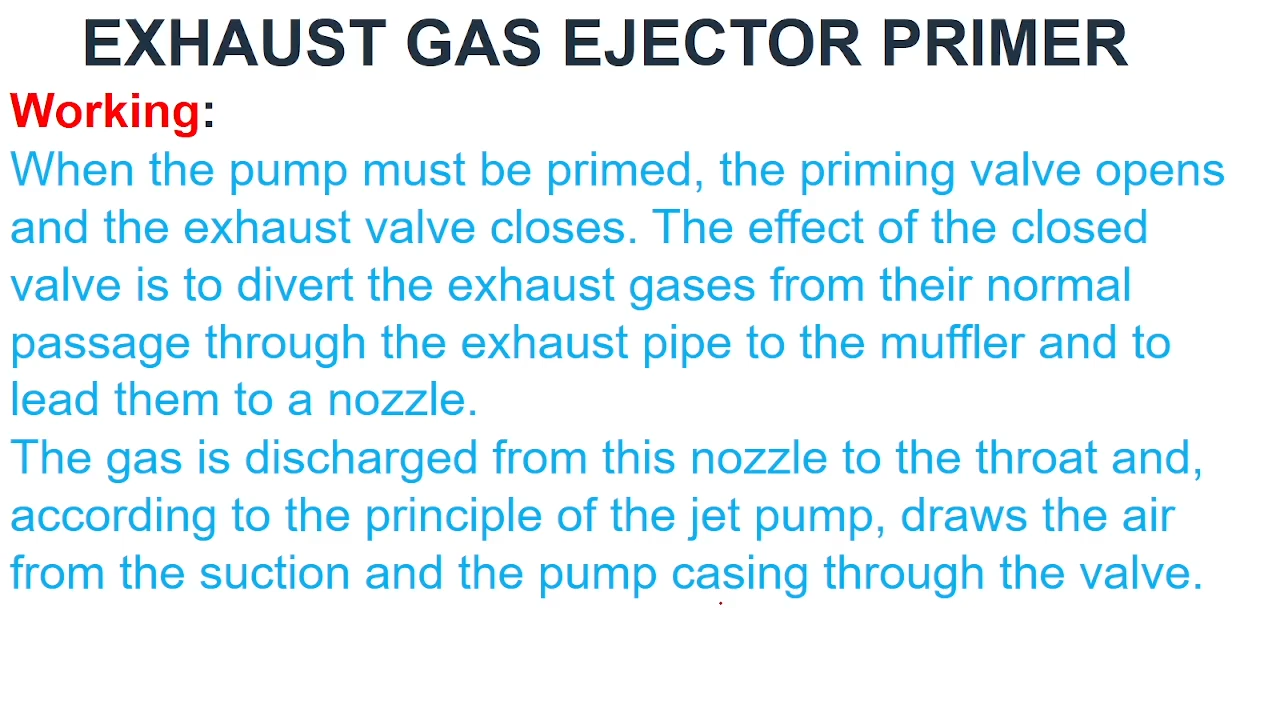 EXHAUST GAS EJECTOR PRIMER
Working:
When the pump must be primed, the priming valve opens
and the exhaust valve closes. The effect of the closed
valve is to divert the exhaust gases from their normal
passage through the exhaust pipe to the muffler and to
lead them to a nozzle.
The gas is discharged from this nozzle to the throat and,
according to the principle of the jet pump, draws the air
from the suction and the pump casing through the valve.